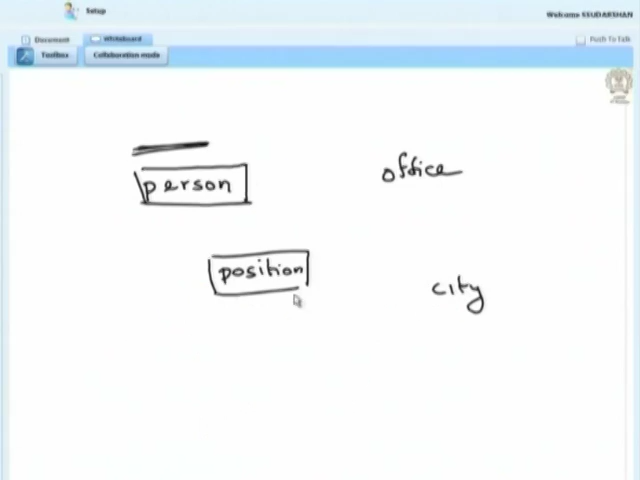 Setup
Welcome SSUDARSHAN
Document
Whiteboard
Push To Talk
Toolbox
Collaboration mode
person
office
position
city